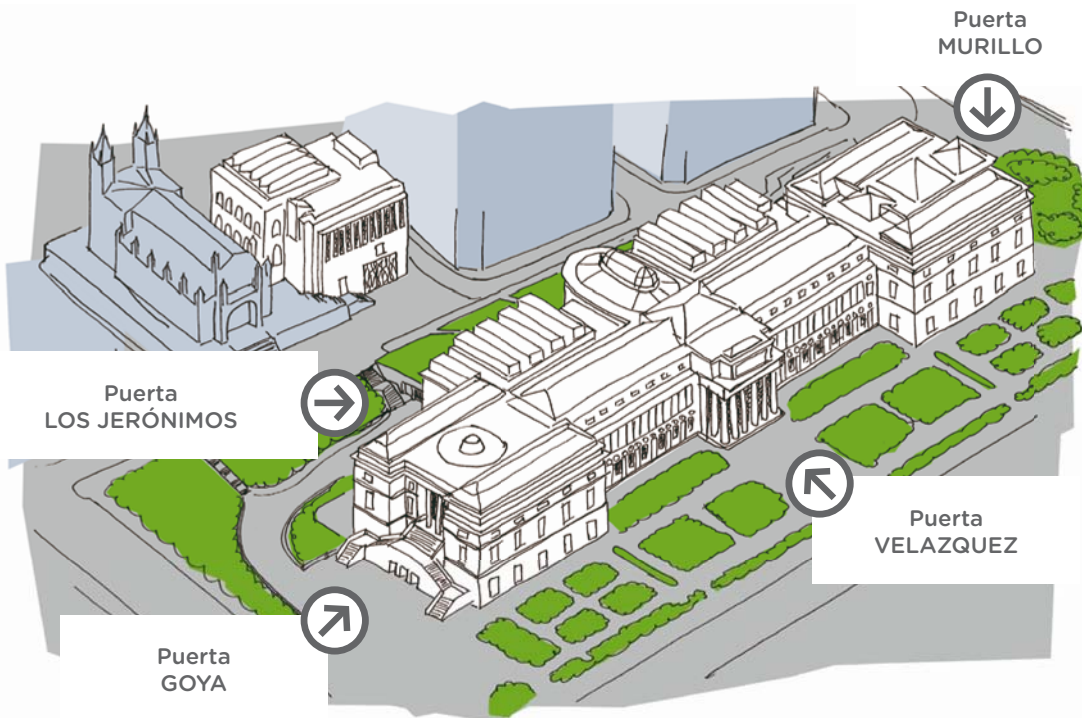 Puerta
MURILLO
Puerta
LOS JERÓNIMOS
Puerta
VELAZQUEZ
Puerta
GOYA